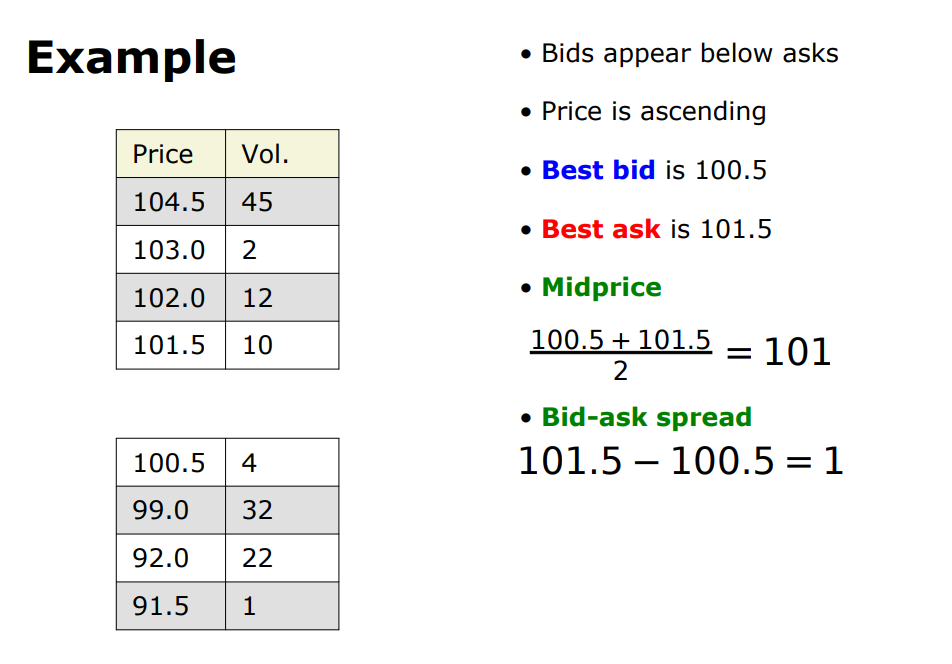 Example
Price Vol.
104.5 45
103.0 2
102.0 12
101.5 10
100.5 4
99.0 32
92.0 22
91.5 1
• Bids appear below asks
• Price is ascending
• Best bid is 100.5
• Best ask is 101.5
• Midprice
100.5 + 101.5
2
= 101
• Bid-ask spread
101.5 − 100.5 = 1